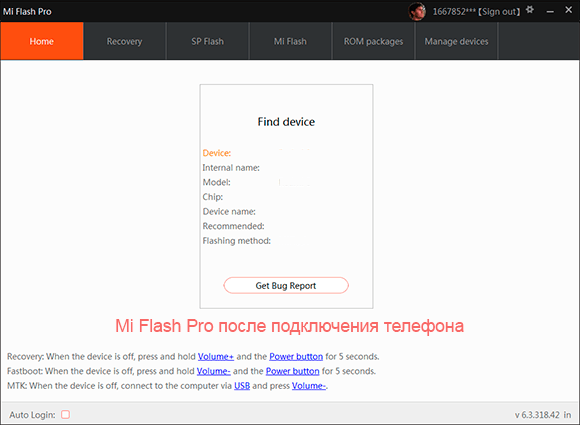 Mi Flash Pro
1667852*** [Sign out]
Home
Recovery
SP Flash
Mi Flash
ROM packages
Manage devices
Find device
Device:
Internal name:
Model:
Chip:
Device name:
Recommended:
Flashing method:
Get Bug Report
Mi Flash Pro после подключения телефона
Recovery: When the device is off, press and hold Volume+ and the Power button for 5 seconds.
Fastboot: When the device is off, press and hold Volume- and the Power button for 5 seconds.
MTK: When the device is off, connect to the computer via USB and press Volume-.
Auto Login:
v 6.3.318.42 in